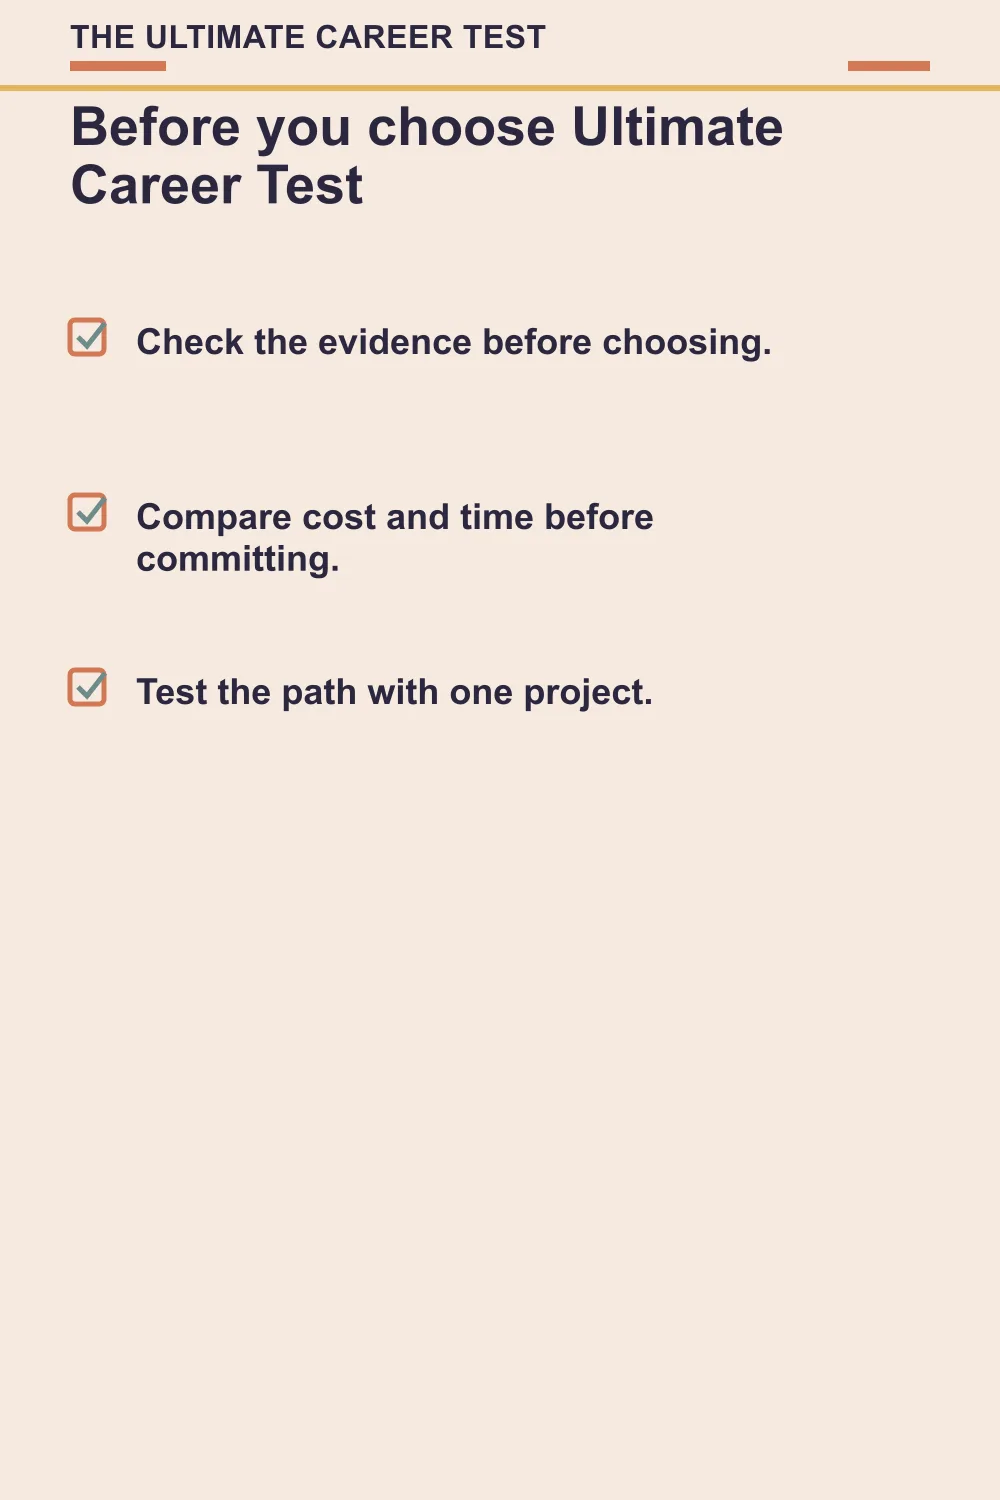 THE ULTIMATE CAREER TEST
Before you choose Ultimate
Career Test
Check the evidence before choosing.
Compare cost and time before
committing.
Test the path with one project.